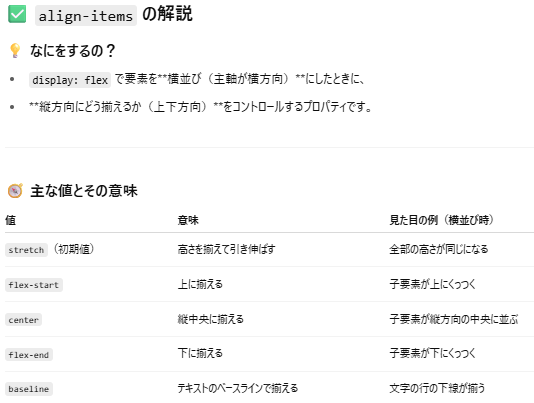 ✅ align-items の解説
💡 なにをするの？
• display: flex で要素を**横並び（主軸が横方向）**にしたときに、
• **縦方向にどう揃えるか（上下方向）**をコントロールするプロパティです。
🧭 主な値とその意味
値 意味 見た目の例（横並び時）
stretch（初期値） 高さを揃えて引き伸ばす 全部の高さが同じになる
flex-start 上に揃える 子要素が上にくっつく
center 縦中央に揃える 子要素が縦方向の中央に並ぶ
flex-end 下に揃える 子要素が下にくっつく
baseline テキストのベースラインで揃える 文字の行の下線が揃う